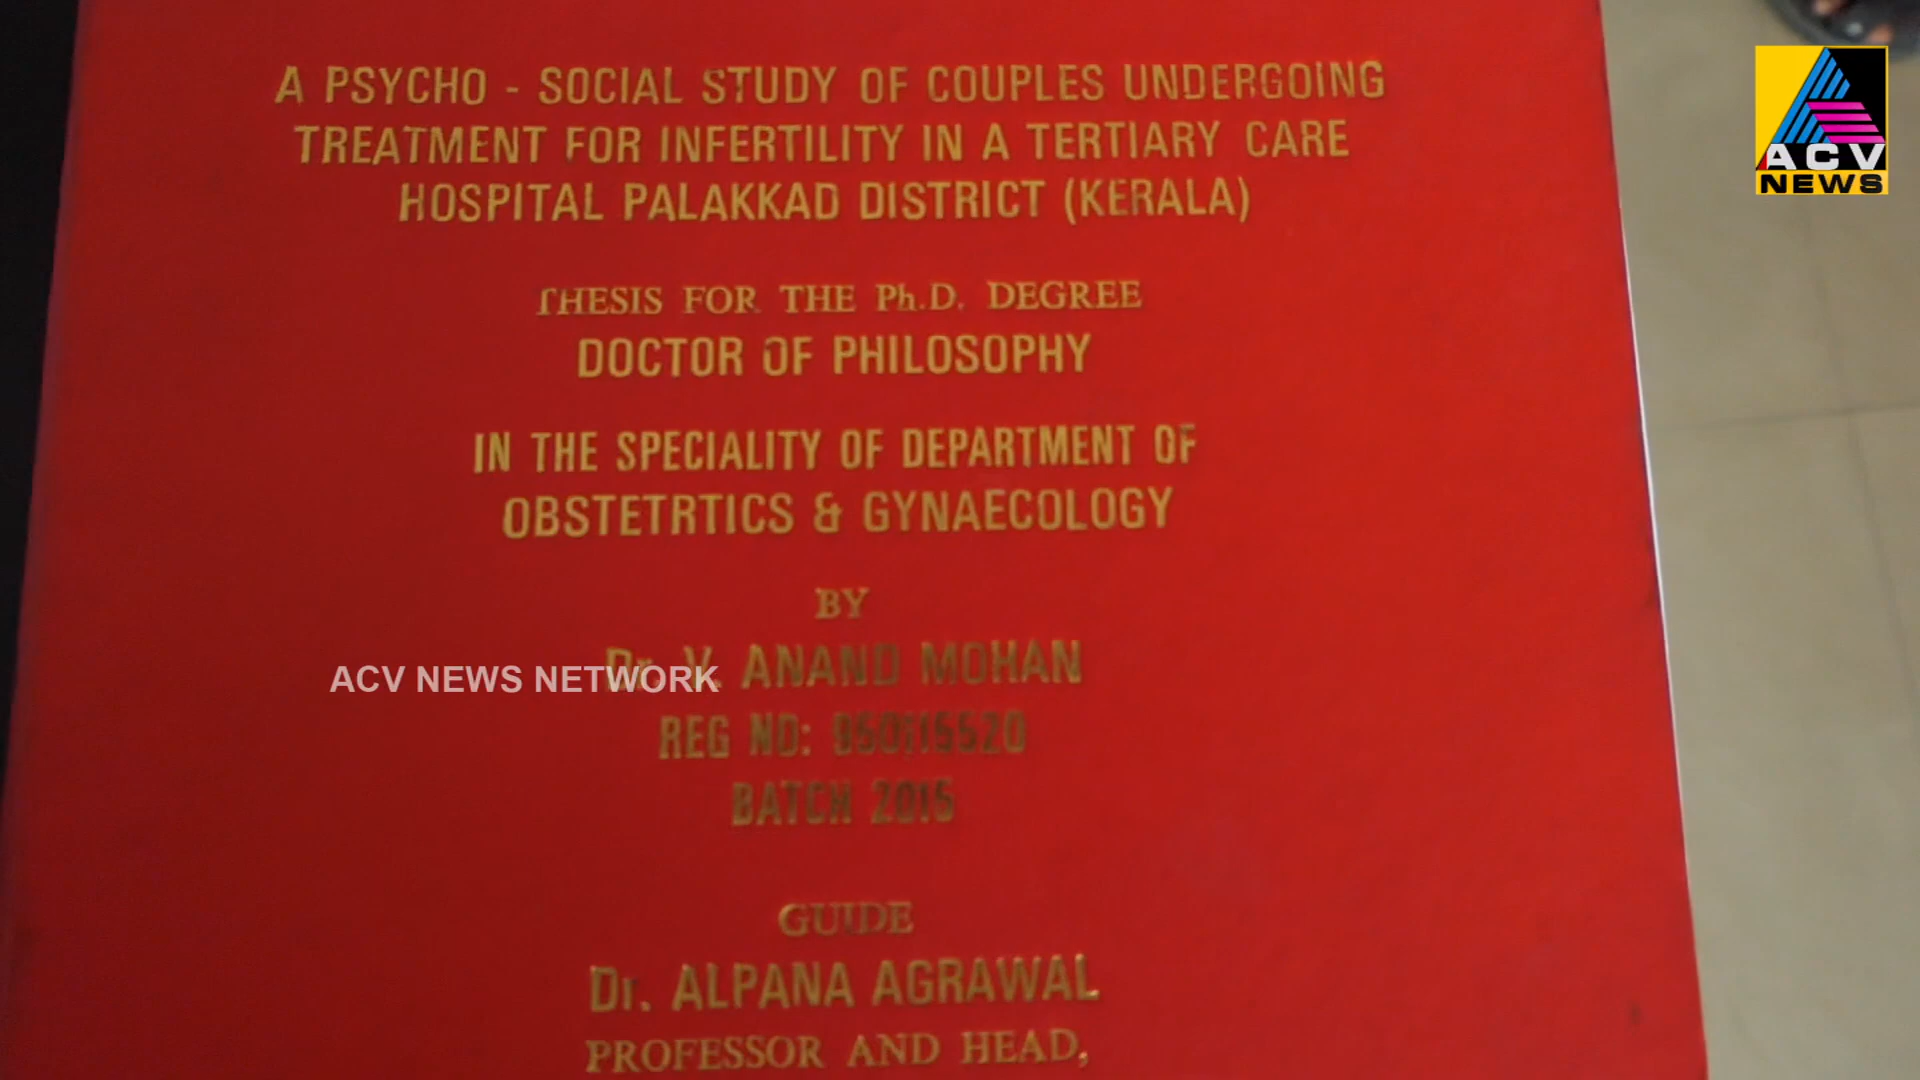 A PSYCHO - SOCIAL STUDY OF COUPLES UNDERGOING
TREATMENT FOR INFERTILITY IN A TERTIARY CARE
HOSPITAL PALAKKAD DISTRICT (KERALA)
THESIS FOR THE Ph.D. DEGREE
DOCTOR OF PHILOSOPHY
IN THE SPECIALITY OF DEPARTMENT OF
OBSTETRTICS & GYNAECOLOGY
BY
Dr. V. ANAND MOHAN
REG NO: 950115520
BATCH 2015
GUIDE
Dr. ALPANA AGRAWAL
PROFESSOR AND HEAD,
ACV NEWS NETWORK
ACV
NEWS